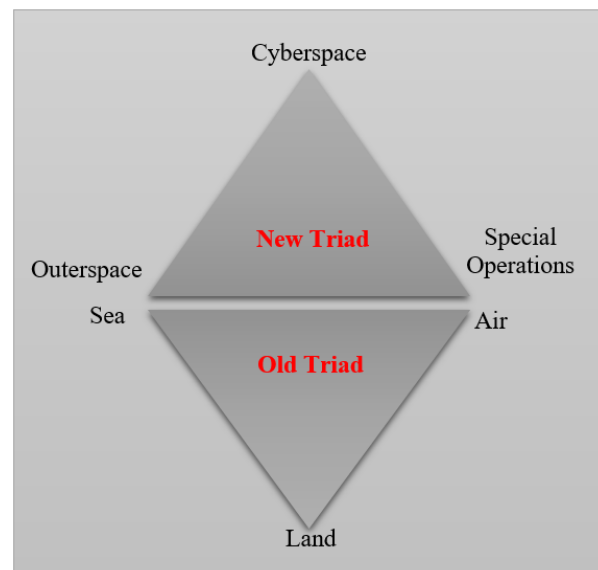 Cyberspace
New Triad
Special
Operations
Outerspace
Sea
Air
Old Triad
Land